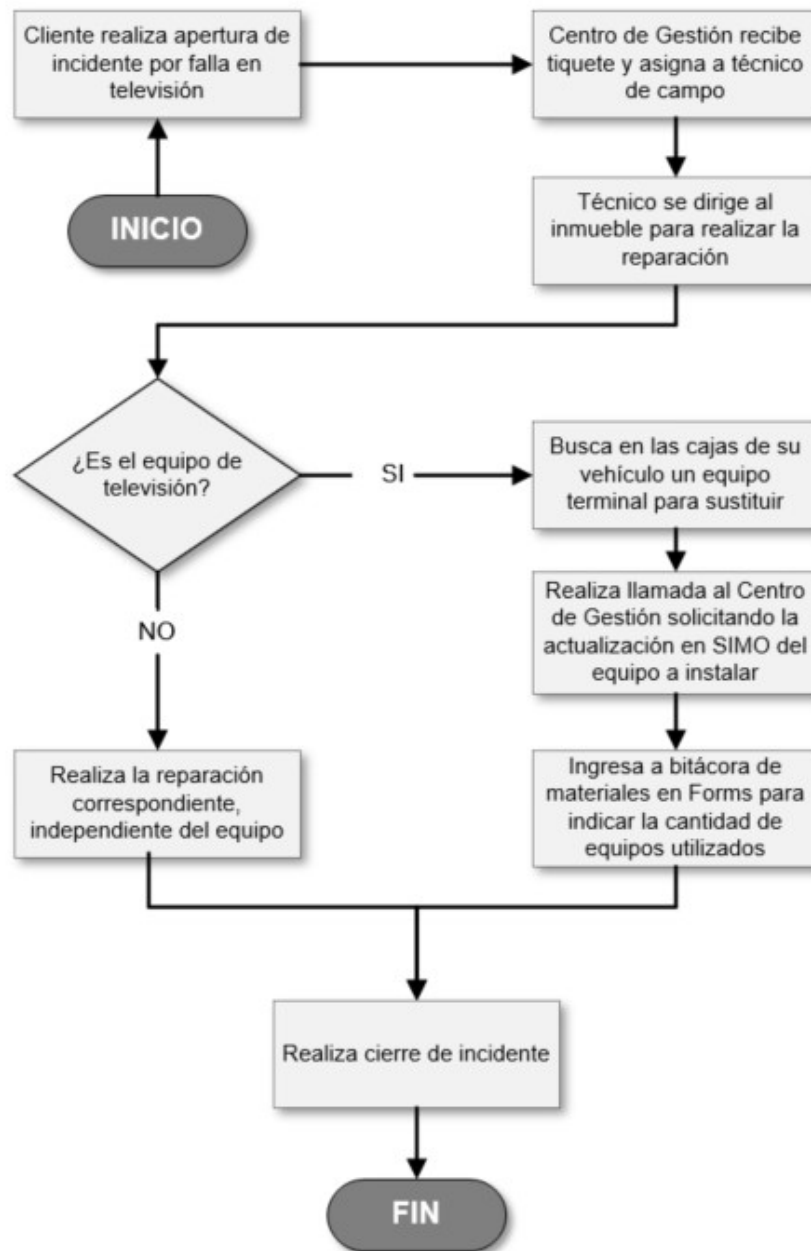 Cliente realiza apertura de
incidente por falla en
televisión
Centro de Gestión recibe
tiquete y asigna a técnico
de campo
INICIO
Técnico se dirige al
inmueble para realizar la
reparación
¿Es el equipo de
televisión?
SI
Busca en las cajas de su
vehículo un equipo
terminal para sustituir
Realiza llamada al Centro
de Gestión solicitando la
actualización en SIMO del
equipo a instalar
NO
Realiza la reparación
correspondiente,
independiente del equipo
Ingresa a bitácora de
materiales en Forms para
indicar la cantidad de
equipos utilizados
Realiza cierre de incidente
FIN